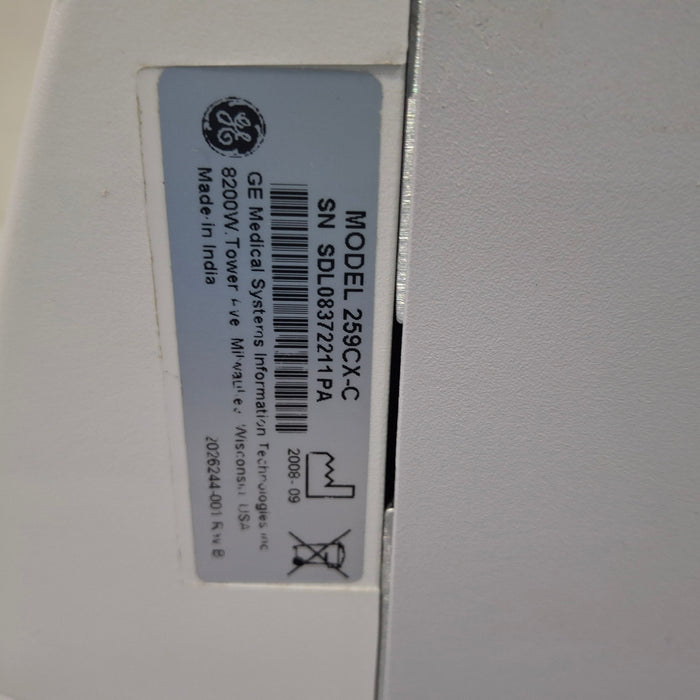 GE
MODEL 259CX-C
SN SDL08372211PA
2008-09
GE Medical Systems Information Technologies Inc
8200W.Tower Ave Milwaukee Wisconsin USA
Made in India
2026244-001 Rev B